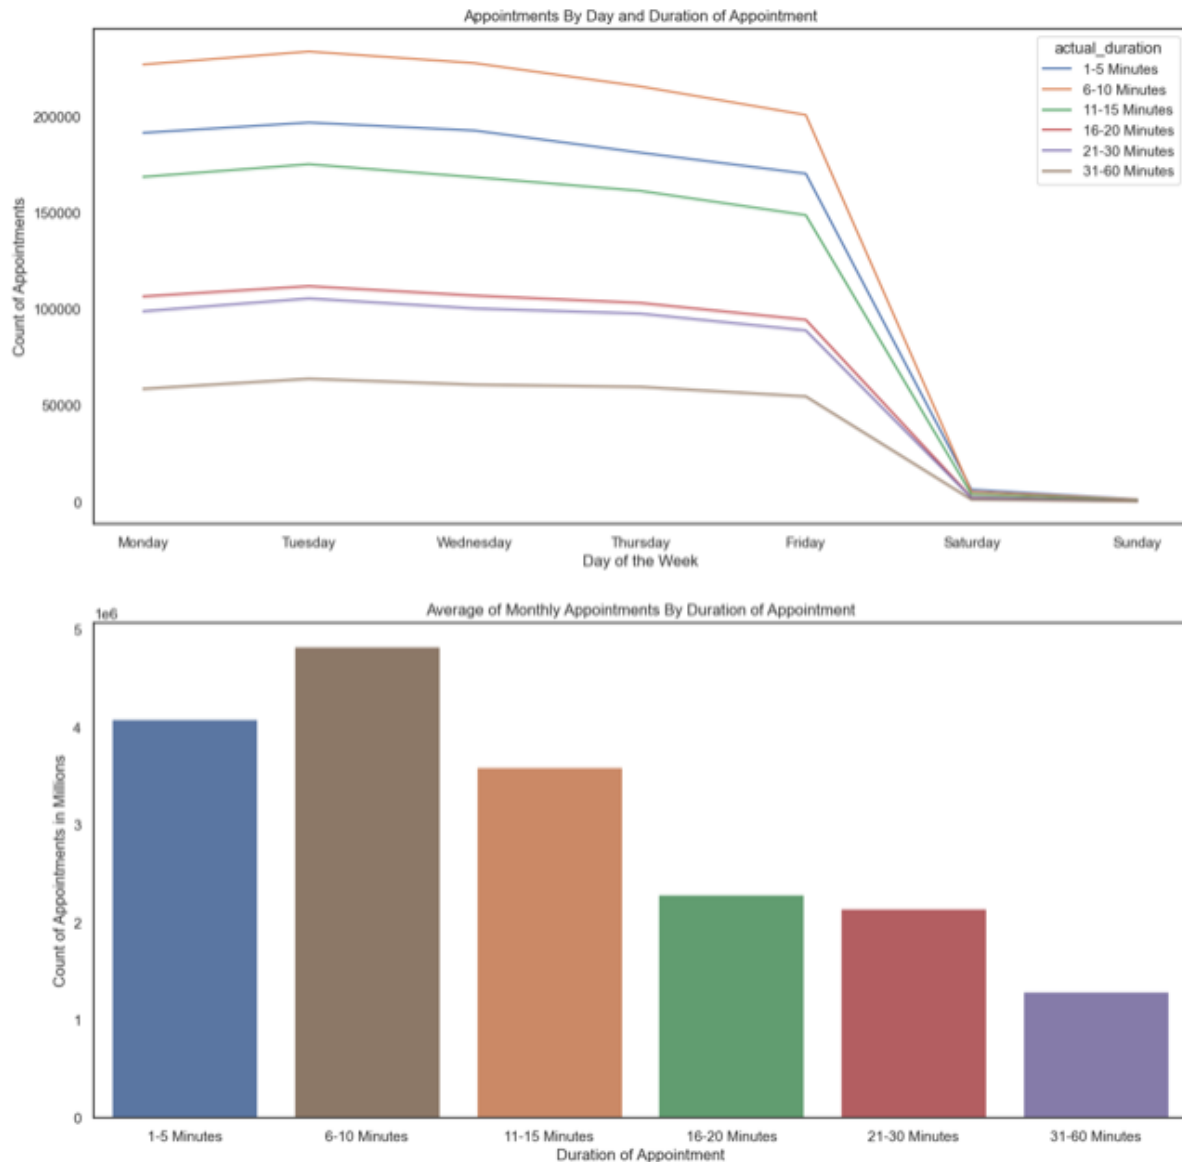 Appointments By Day and Duration of Appointment
actual_duration
1-5 Minutes
6-10 Minutes
11-15 Minutes
16-20 Minutes
21-30 Minutes
31-60 Minutes
Count of Appointments
200000
150000
100000
50000
0
Monday Tuesday Wednesday Thursday Friday Saturday Sunday
Day of the Week
Average of Monthly Appointments By Duration of Appointment
1e6
Count of Appointments in Millions
5
4
3
2
1
0
1-5 Minutes 6-10 Minutes 11-15 Minutes 16-20 Minutes 21-30 Minutes 31-60 Minutes
Duration of Appointment